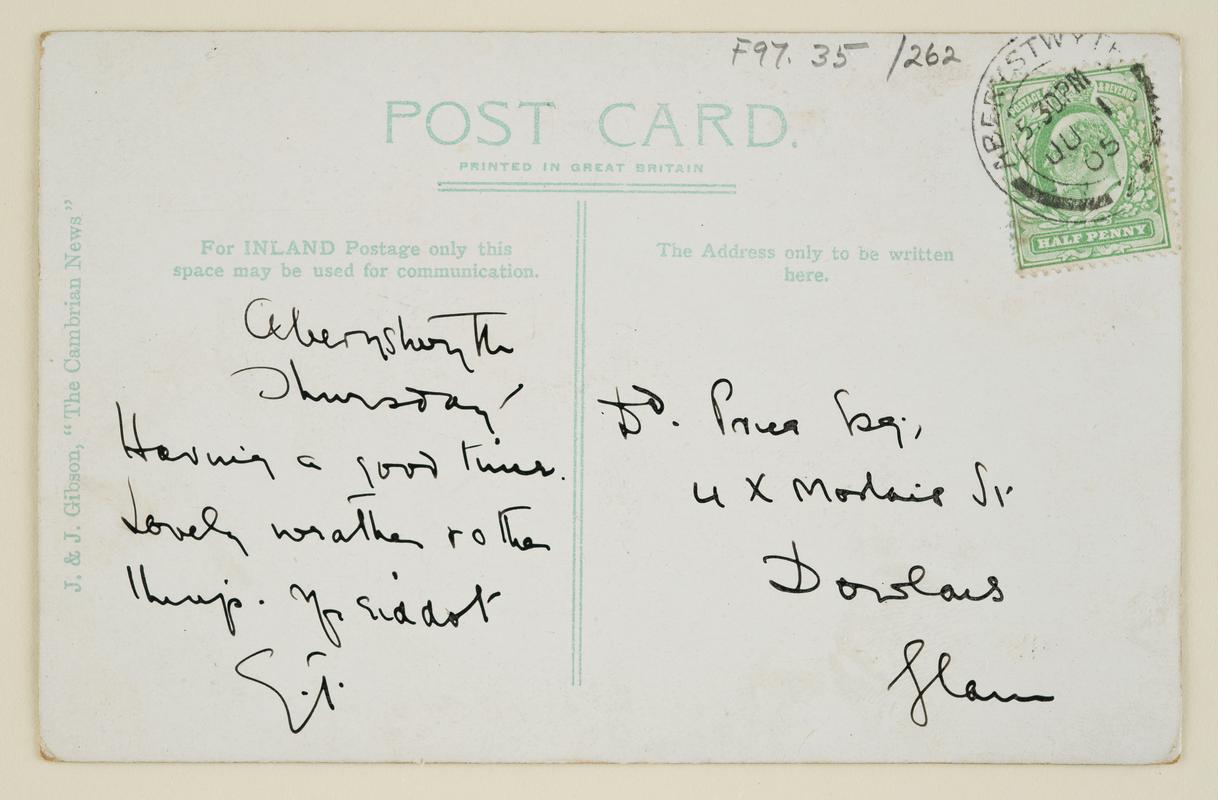 F97. 35 /262
POST CARD.
PRINTED IN GREAT BRITAIN
ABERYSTWYTH
5.30PM
JU 1
05
POSTAGE & REVENUE
HALF PENNY
J. & J. Gibson, "The Cambrian News"
For INLAND Postage only this
space may be used for communication.
Aberystwyth
Thursday
Having a good time.
Lovely weather & other
things. Yr eiddot
The Address only to be written
here.
Dd. Price Esq.,
4 X Morlais St
Dowlais
Glam